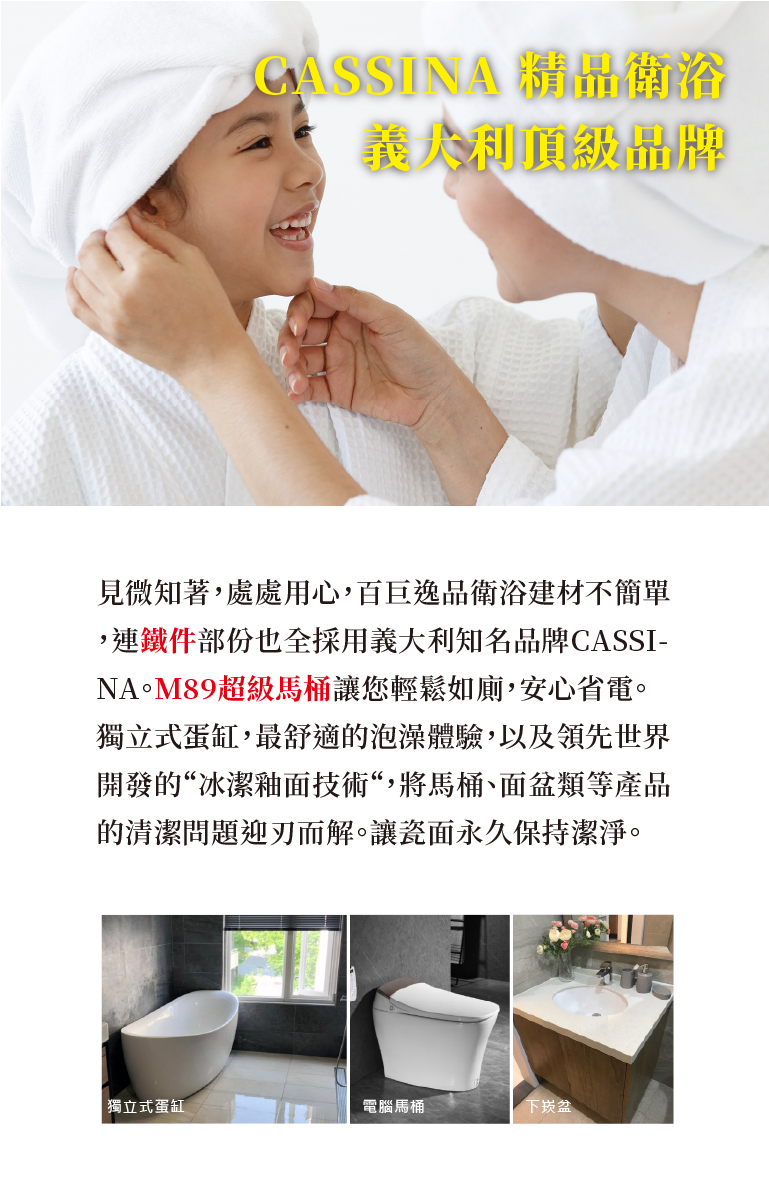 CASSINA 精品衛浴
義大利頂級品牌
見微知著，處處用心，百巨逸品衛浴建材不簡單
，連鐵件部份也全採用義大利知名品牌CASSI-
NA。M89超級馬桶讓您輕鬆如廁，安心省電。
獨立式蛋缸，最舒適的泡澡體驗，以及領先世界
開發的“冰潔釉面技術“，將馬桶、面盆類等產品
的清潔問題迎刃而解。讓瓷面永久保持潔淨。
獨立式蛋缸
電腦馬桶
下崁盆